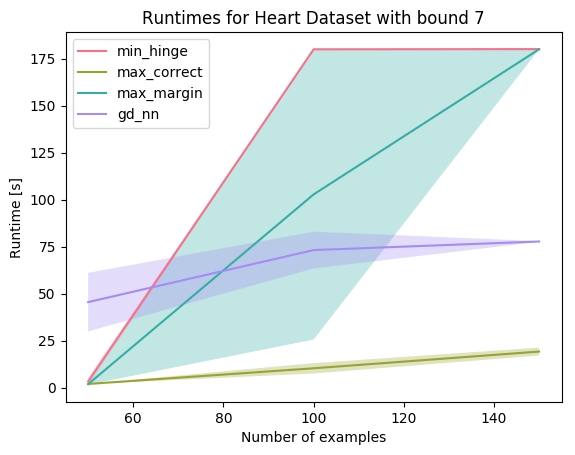 Runtimes for Heart Dataset with bound 7
min_hinge
max_correct
max_margin
gd_nn
175
150
125
100
75
50
25
0
Runtime [s]
60 80 100 120 140
Number of examples